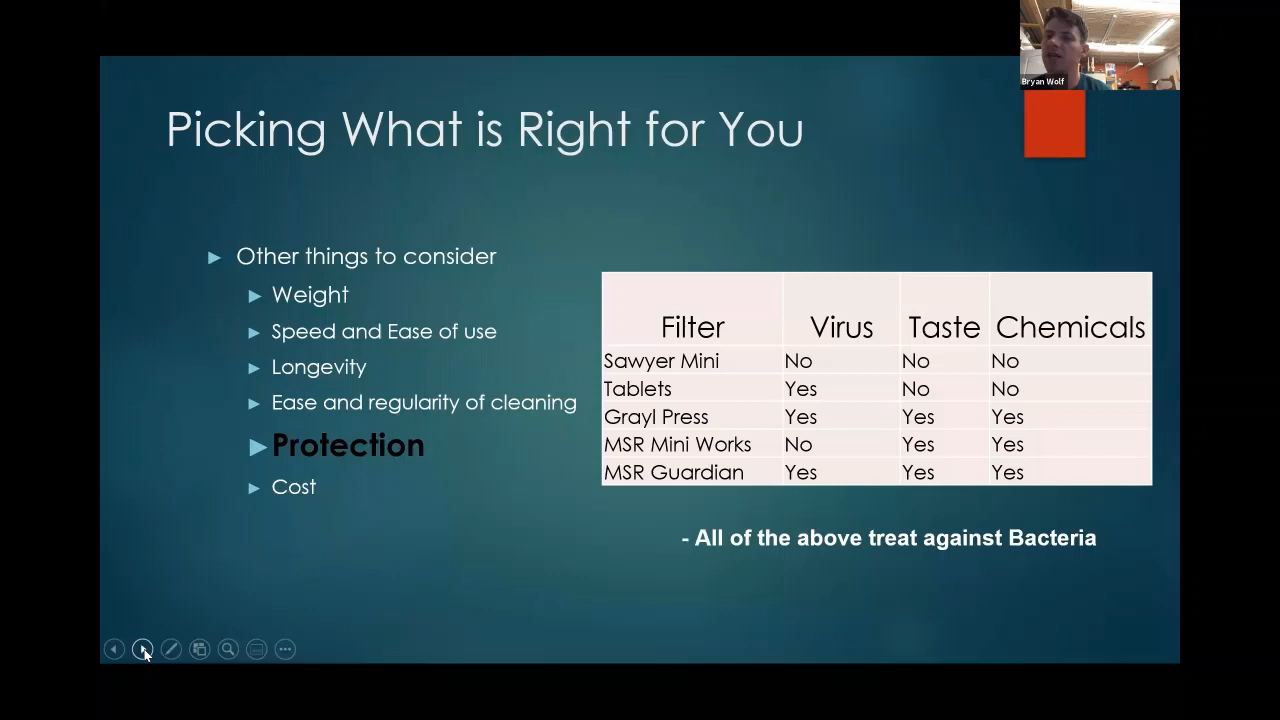 Bryan Wolf
Picking What is Right for You
Other things to consider
Weight
Speed and Ease of use
Longevity
Ease and regularity of cleaning
Protection
Cost
Filter Virus Taste Chemicals
Sawyer Mini No No No
Tablets Yes No No
Grayl Press Yes Yes Yes
MSR Mini Works No Yes Yes
MSR Guardian Yes Yes Yes
- All of the above treat against Bacteria